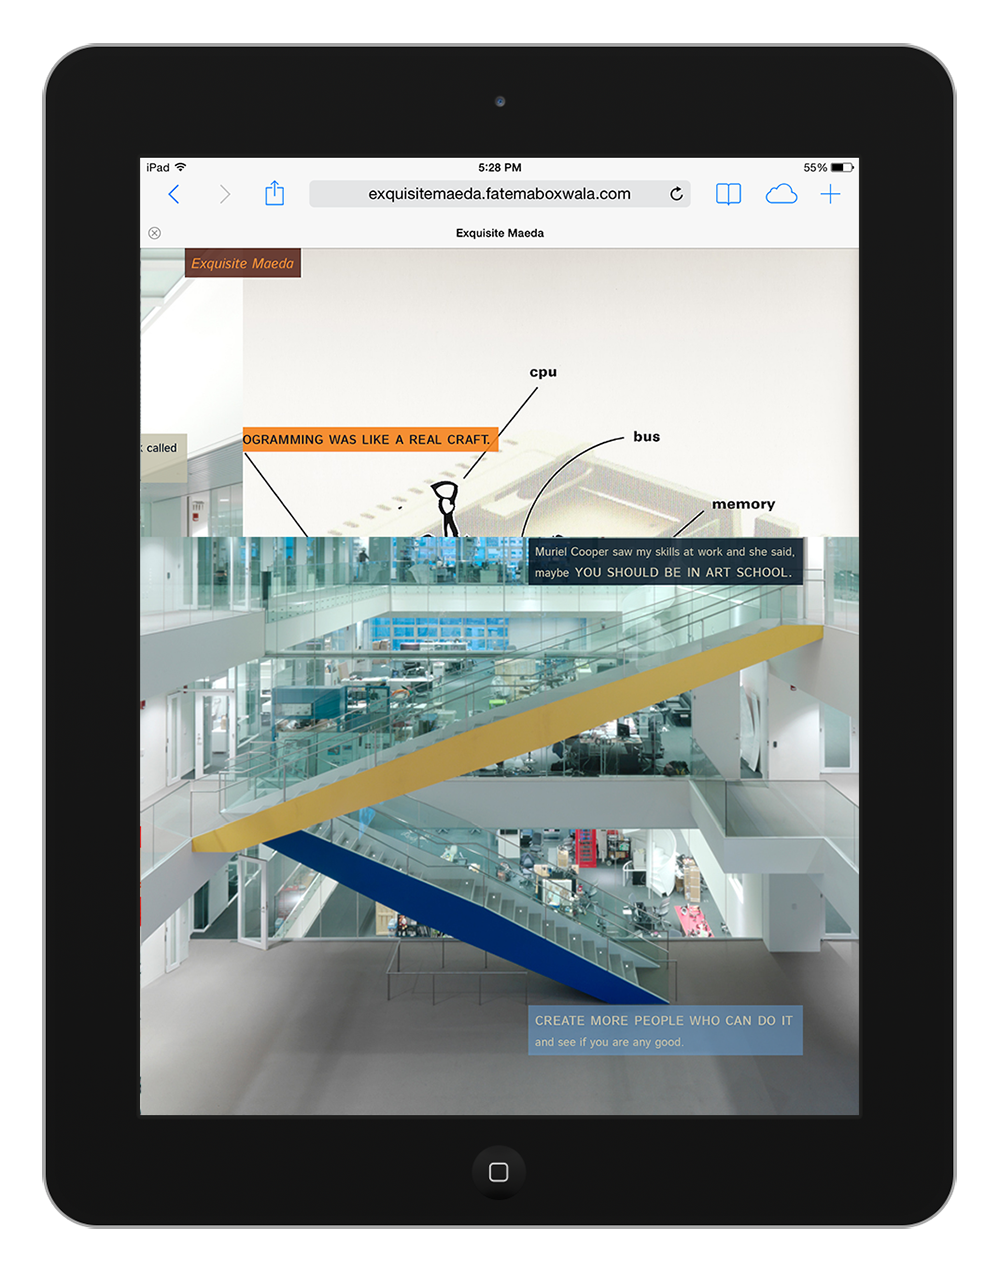 iPad 5:28 PM 55%
exquisitemaeda.fatemaboxwala.com
Exquisite Maeda
Exquisite Maeda
cpu
OGRAMMING WAS LIKE A REAL CRAFT.
bus
called
memory
Muriel Cooper saw my skills at work and she said,
maybe YOU SHOULD BE IN ART SCHOOL.
CREATE MORE PEOPLE WHO CAN DO IT
and see if you are any good.